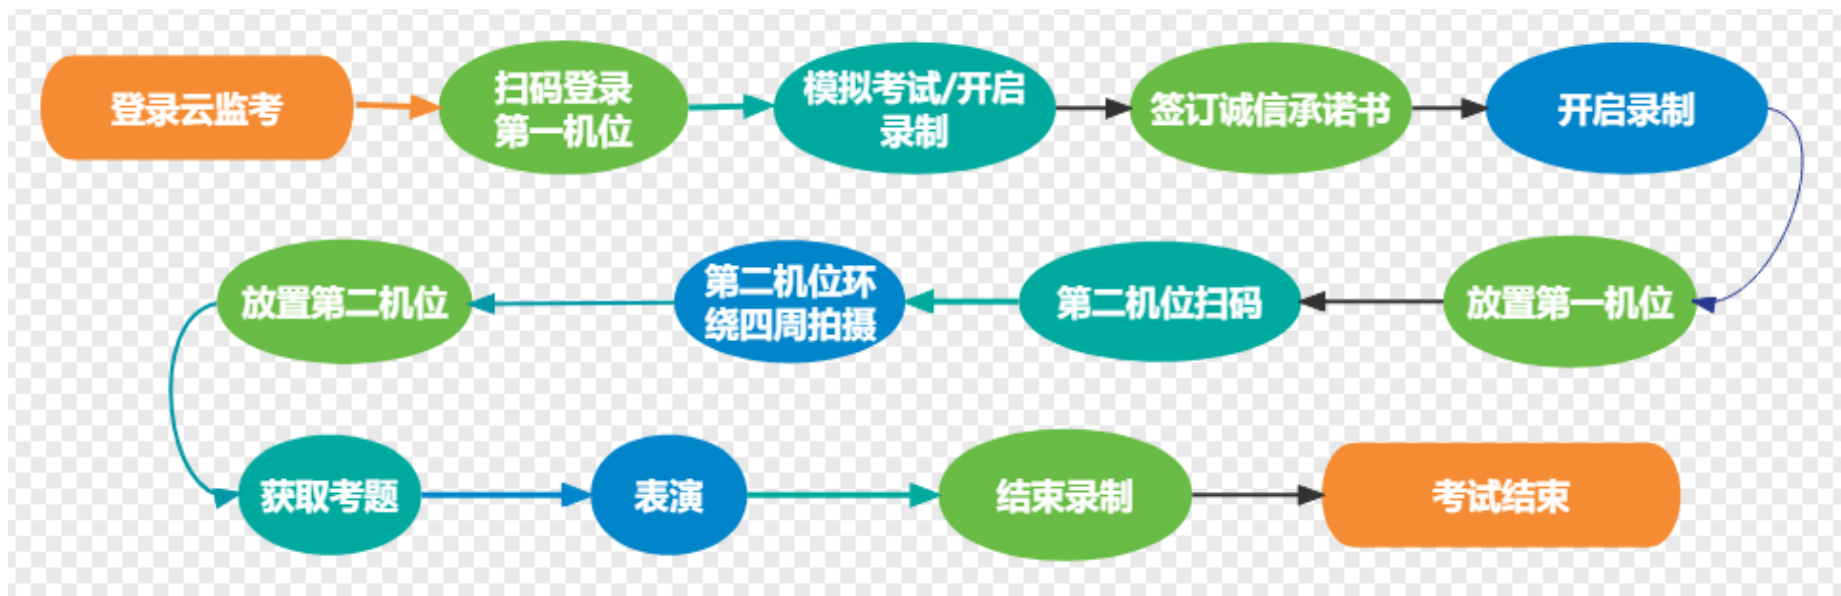 登录云监考
扫码登录
第一机位
模拟考试/开启
录制
签订诚信承诺书
开启录制
放置第一机位
第二机位扫码
第二机位环
绕四周拍摄
放置第二机位
获取考题
表演
结束录制
考试结束